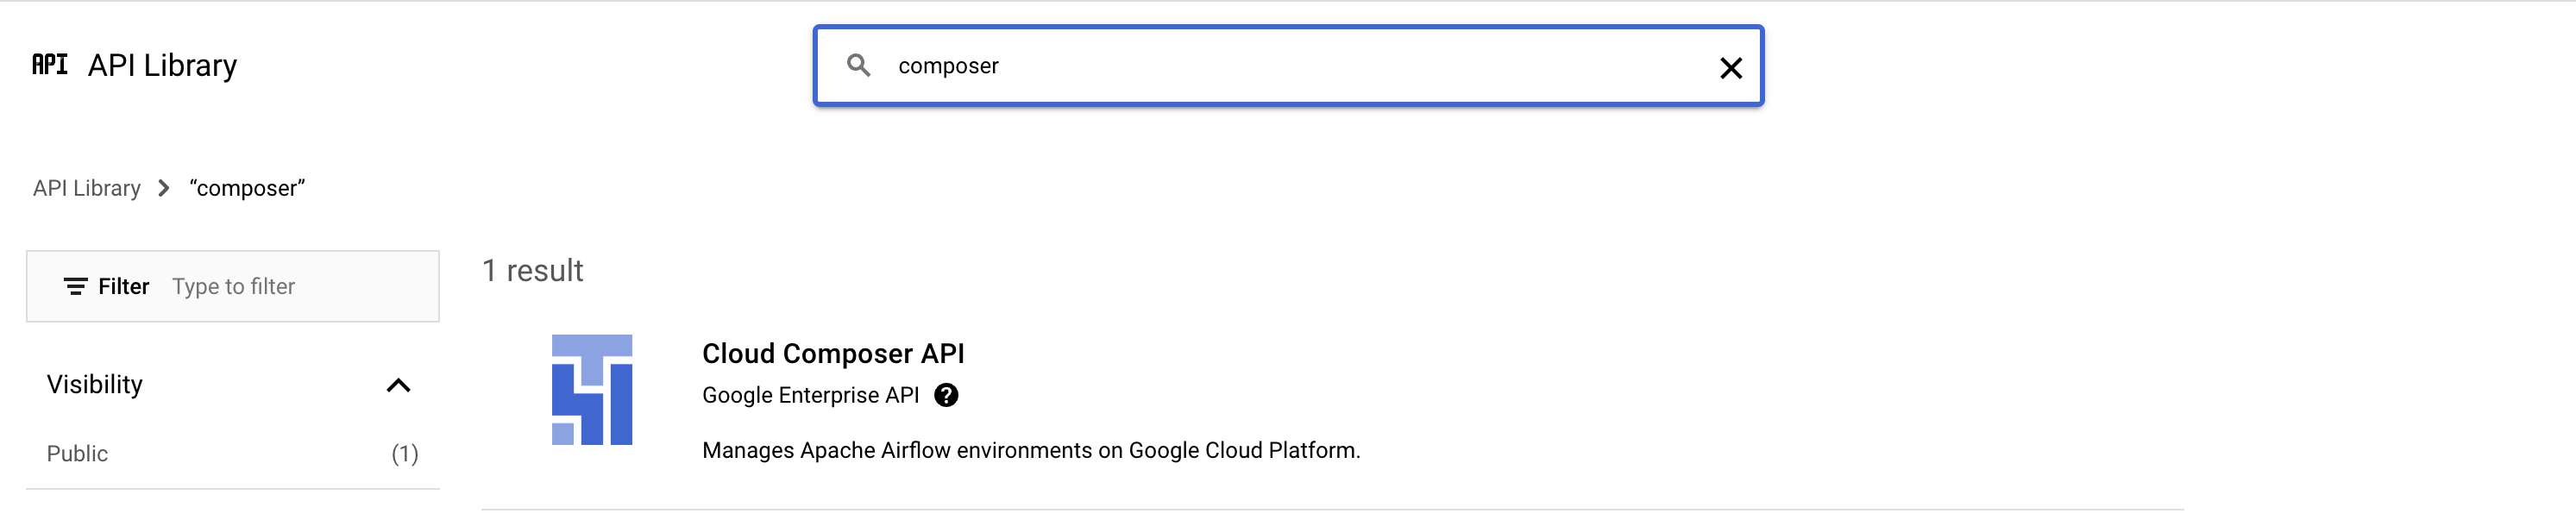 API API Library
composer
API Library > “composer”
Filter Type to filter
1 result
Cloud Composer API
Google Enterprise API
Manages Apache Airflow environments on Google Cloud Platform.
Visibility
Public (1)